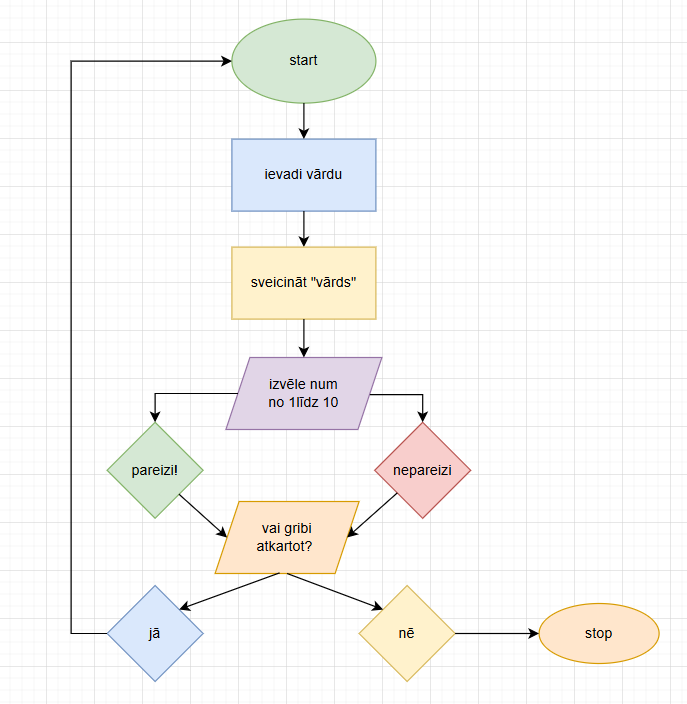 start
ievadi vārdu
sveicināt "vārds"
izvēle num
no 1līdz 10
pareizi!
nepareizi
vai gribi
atkartot?
jā
nē
stop